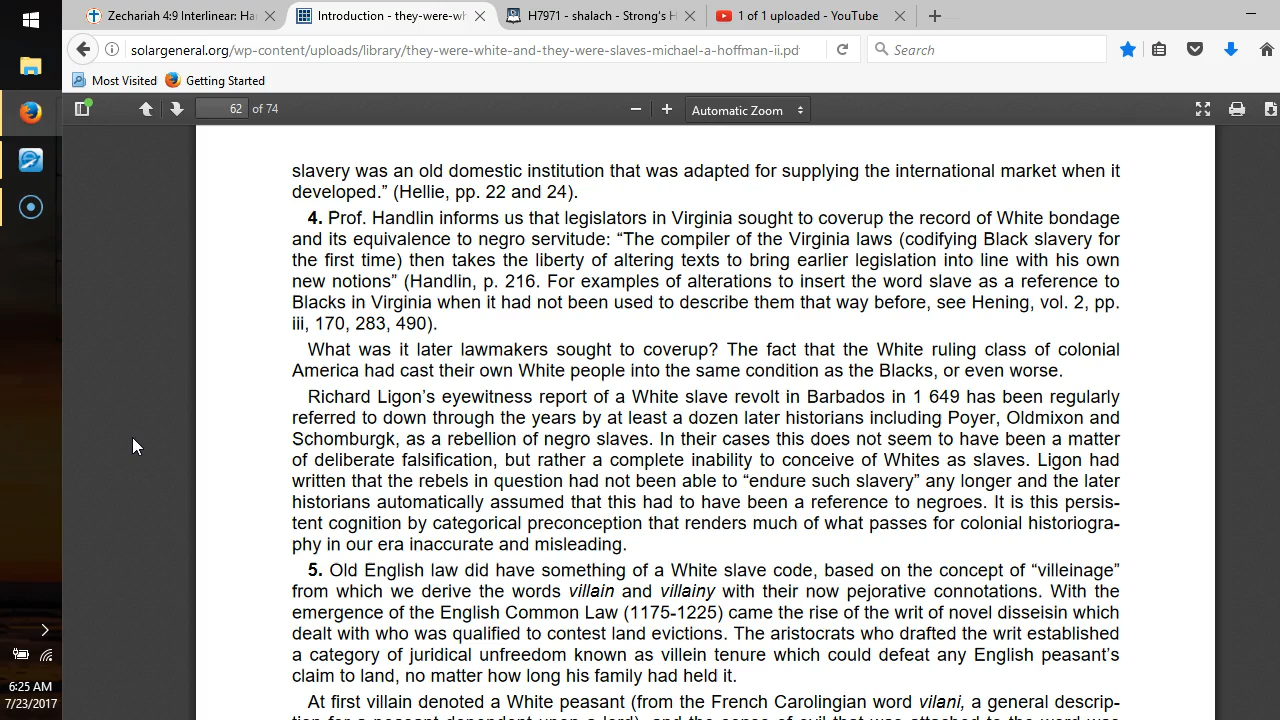 Zechariah 4:9 Interlinear: Ha
Introduction - they-were-wh
H7971 - shalach - Strong's H
1 of 1 uploaded - YouTube
solargeneral.org/wp-content/uploads/library/they-were-white-and-they-were-slaves-michael-a-hoffman-ii.pd
Search
Most Visited
Getting Started
62 of 74
Automatic Zoom
slavery was an old domestic institution that was adapted for supplying the international market when it
developed.” (Hellie, pp. 22 and 24).
4. Prof. Handlin informs us that legislators in Virginia sought to coverup the record of White bondage
and its equivalence to negro servitude: “The compiler of the Virginia laws (codifying Black slavery for
the first time) then takes the liberty of altering texts to bring earlier legislation into line with his own
new notions” (Handlin, p. 216. For examples of alterations to insert the word slave as a reference to
Blacks in Virginia when it had not been used to describe them that way before, see Hening, vol. 2, pp.
iii, 170, 283, 490).
What was it later lawmakers sought to coverup? The fact that the White ruling class of colonial
America had cast their own White people into the same condition as the Blacks, or even worse.
Richard Ligon’s eyewitness report of a White slave revolt in Barbados in 1 649 has been regularly
referred to down through the years by at least a dozen later historians including Poyer, Oldmixon and
Schomburgk, as a rebellion of negro slaves. In their cases this does not seem to have been a matter
of deliberate falsification, but rather a complete inability to conceive of Whites as slaves. Ligon had
written that the rebels in question had not been able to “endure such slavery” any longer and the later
historians automatically assumed that this had to have been a reference to negroes. It is this persis-
tent cognition by categorical preconception that renders much of what passes for colonial historiogra-
phy in our era inaccurate and misleading.
5. Old English law did have something of a White slave code, based on the concept of “villeinage”
from which we derive the words villain and villainy with their now pejorative connotations. With the
emergence of the English Common Law (1175-1225) came the rise of the writ of novel disseisin which
dealt with who was qualified to contest land evictions. The aristocrats who drafted the writ established
a category of juridical unfreedom known as villein tenure which could defeat any English peasant’s
claim to land, no matter how long his family had held it.
At first villain denoted a White peasant (from the French Carolingian word vilani, a general descrip-
tion for a peasant dependent upon a lord), and the sense of evil that was attached to the word was
6:25 AM
7/23/2017